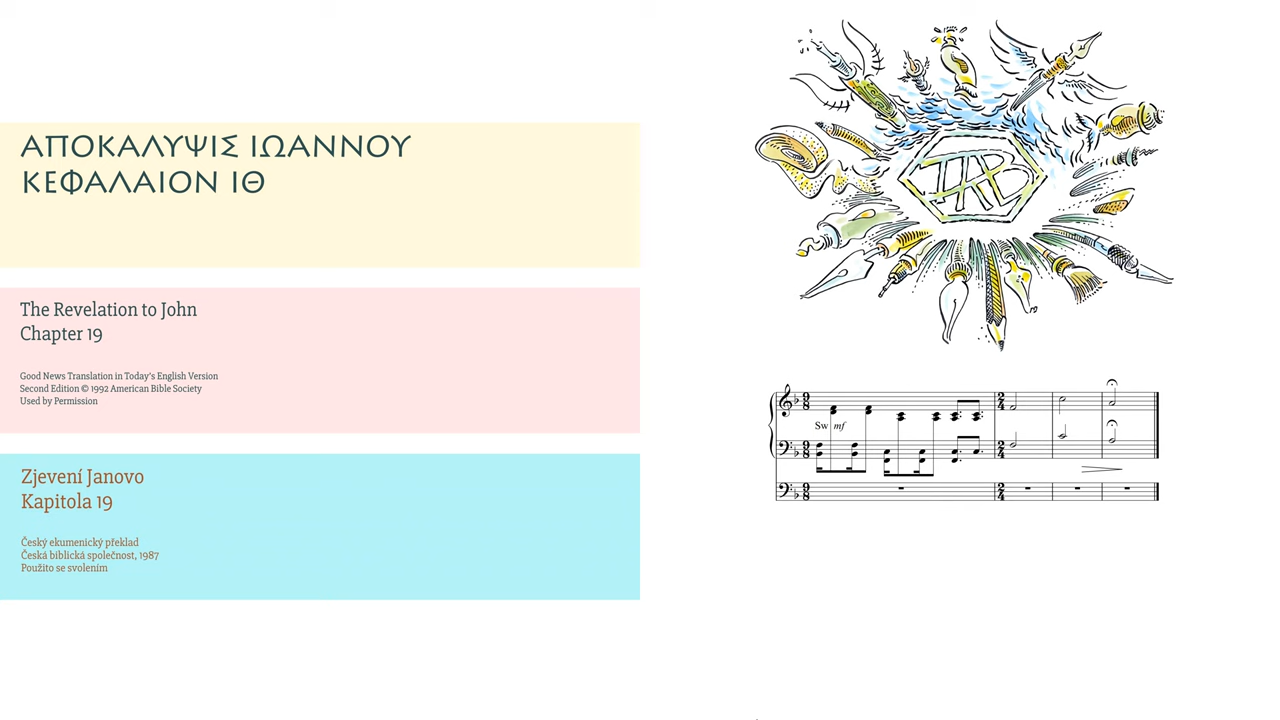 ΑΠΟΚΑΛΥΨΙΣ ΙΩΑΝΝΟΥ
ΚΕΦΑΛΑΙΟΝ ΙΘ
The Revelation to John
Chapter 19
Good News Translation in Today's English Version
Second Edition © 1992 American Bible Society
Used by Permission
Zjevení Janovo
Kapitola 19
Český ekumenický překlad
Česká biblická společnost, 1987
Použito se svolením
Sw mf